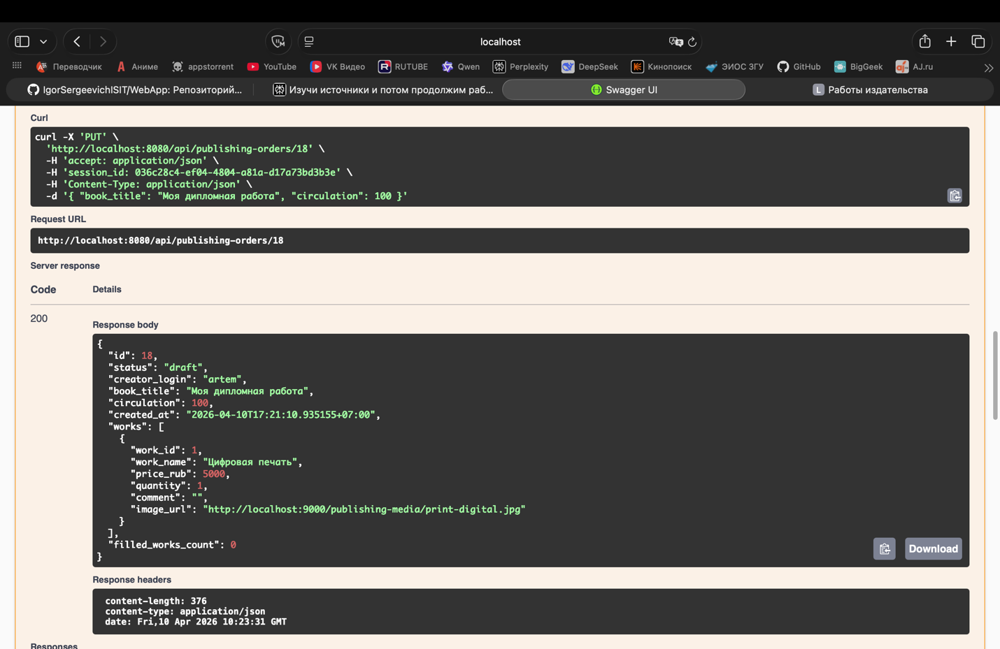 localhost
Переводчик
Аниме
appstorrent
YouTube
VK Видео
RUTUBE
Qwen
Perplexity
DeepSeek
Кинопоиск
ЭИОС ЗГУ
GitHub
BigGeek
AJ.ru
IgorSergeevichISIT/WebApp: Репозиторий...
Изучи источники и потом продолжим раб...
Swagger UI
L Работы издательства
Curl
curl -X 'PUT' \
'http://localhost:8080/api/publishing-orders/18' \
-H 'accept: application/json' \
-H 'session_id: 036c28c4-ef04-4804-a81a-d17a73bd3b3e' \
-H 'Content-Type: application/json' \
-d '{ "book_title": "Моя дипломная работа", "circulation": 100 }'
Request URL
http://localhost:8080/api/publishing-orders/18
Server response
Code Details
200
Response body
{
"id": 18,
"status": "draft",
"creator_login": "artem",
"book_title": "Моя дипломная работа",
"circulation": 100,
"created_at": "2026-04-10T17:21:10.935155+07:00",
"works": [
{
"work_id": 1,
"work_name": "Цифровая печать",
"price_rub": 5000,
"quantity": 1,
"comment": "",
"image_url": "http://localhost:9000/publishing-media/print-digital.jpg"
}
],
"filled_works_count": 0
}
Download
Response headers
content-length: 376
content-type: application/json
date: Fri,10 Apr 2026 10:23:31 GMT
Responses